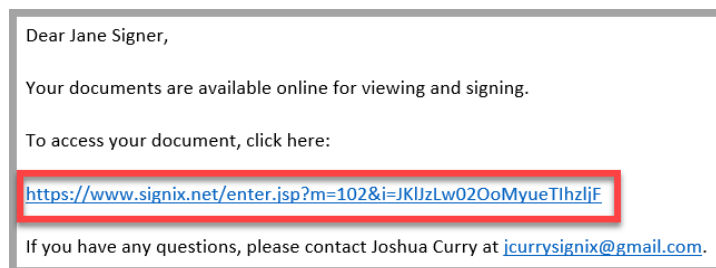 Dear Jane Signer,
Your documents are available online for viewing and signing.
To access your document, click here:
https://www.signix.net/enter.jsp?m=102&i=JKlJzLw02OoMyueTIhzljF
If you have any questions, please contact Joshua Curry at jcurrysignix@gmail.com.